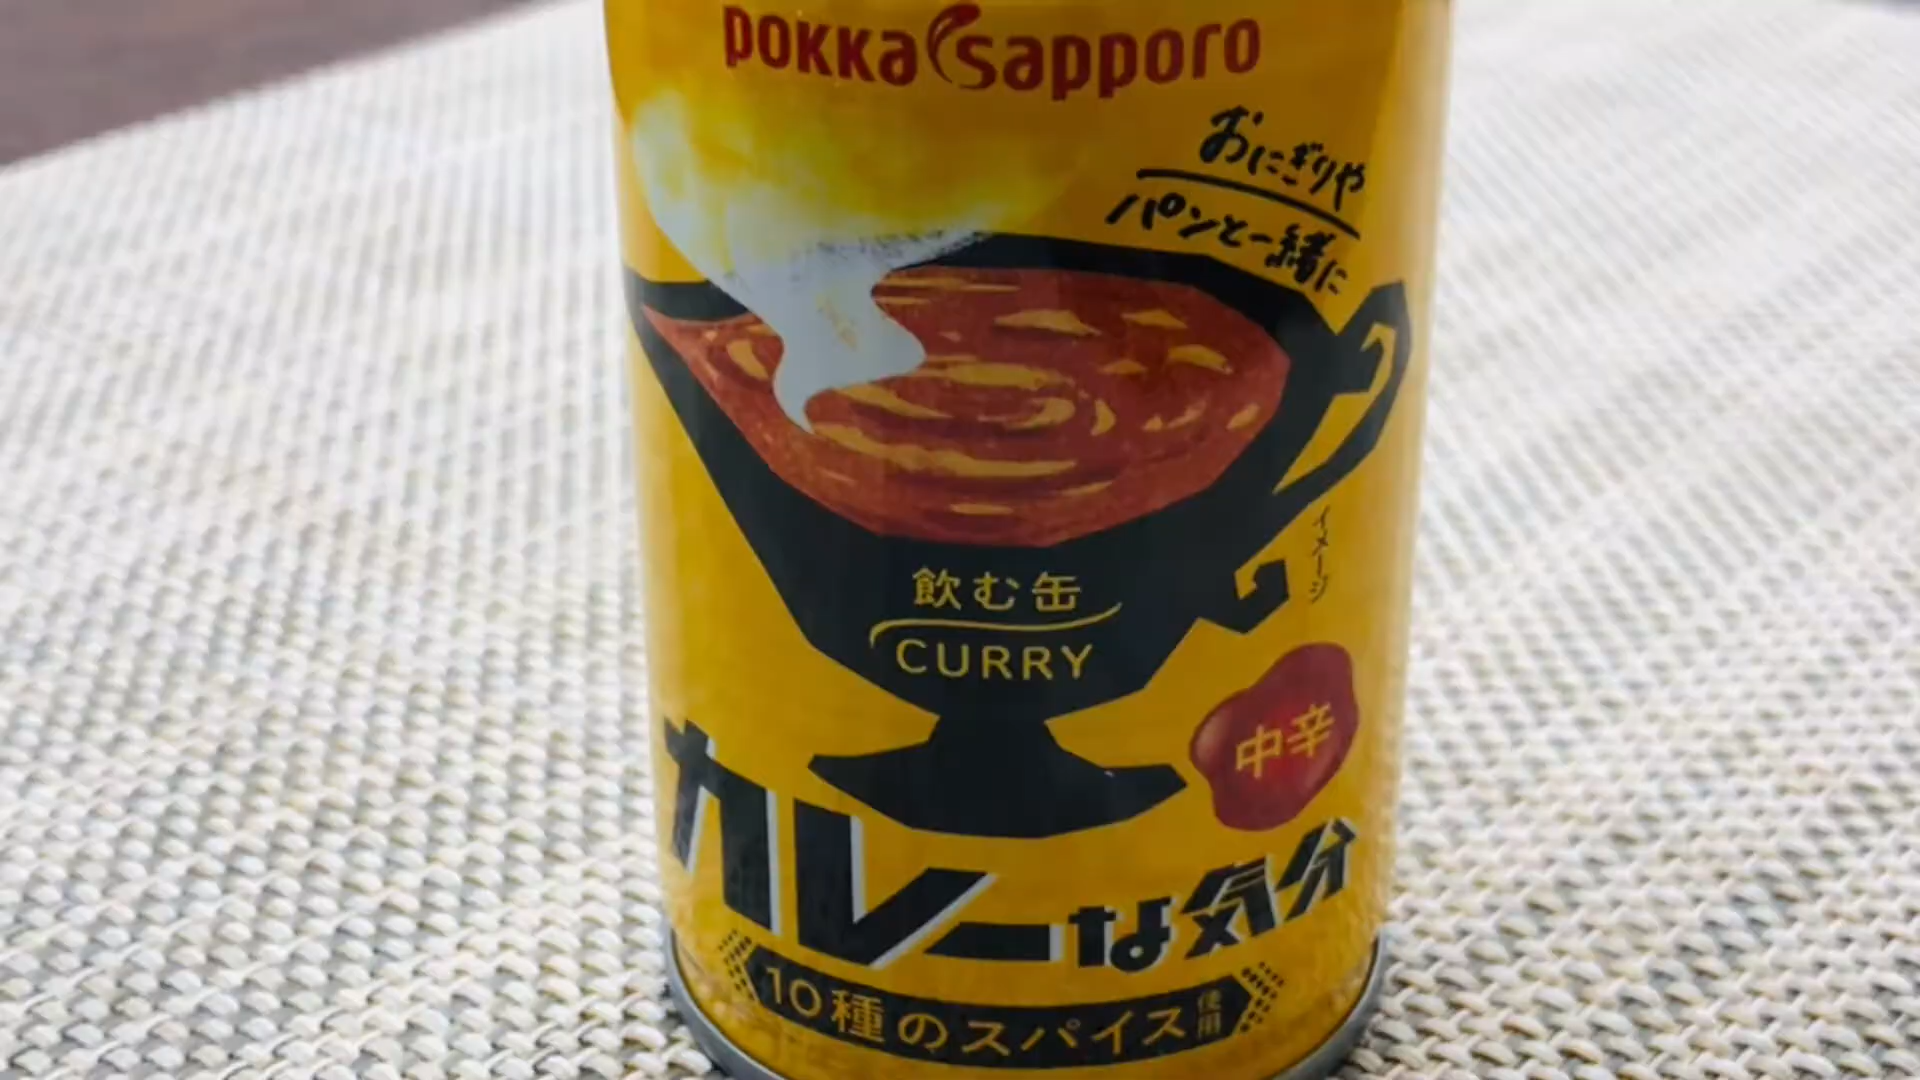 pokka sapporo
おにぎりや
パンと一緒に
イメージ
飲む缶
CURRY
中辛
カレーな気分
10種のスパイス使用